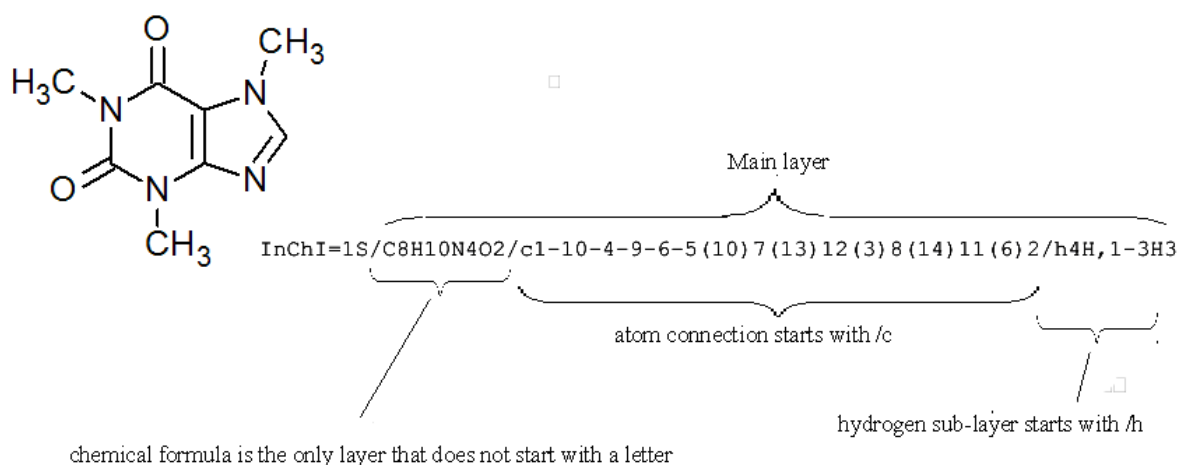 O
CH3
H3C
N
N
O
N
N
CH3
Main layer
InChI=1S/C8H10N4O2/c1-10-4-9-6-5(10)7(13)12(3)8(14)11(6)2/h4H,1-3H3
atom connection starts with /c
hydrogen sub-layer starts with /h
chemical formula is the only layer that does not start with a letter